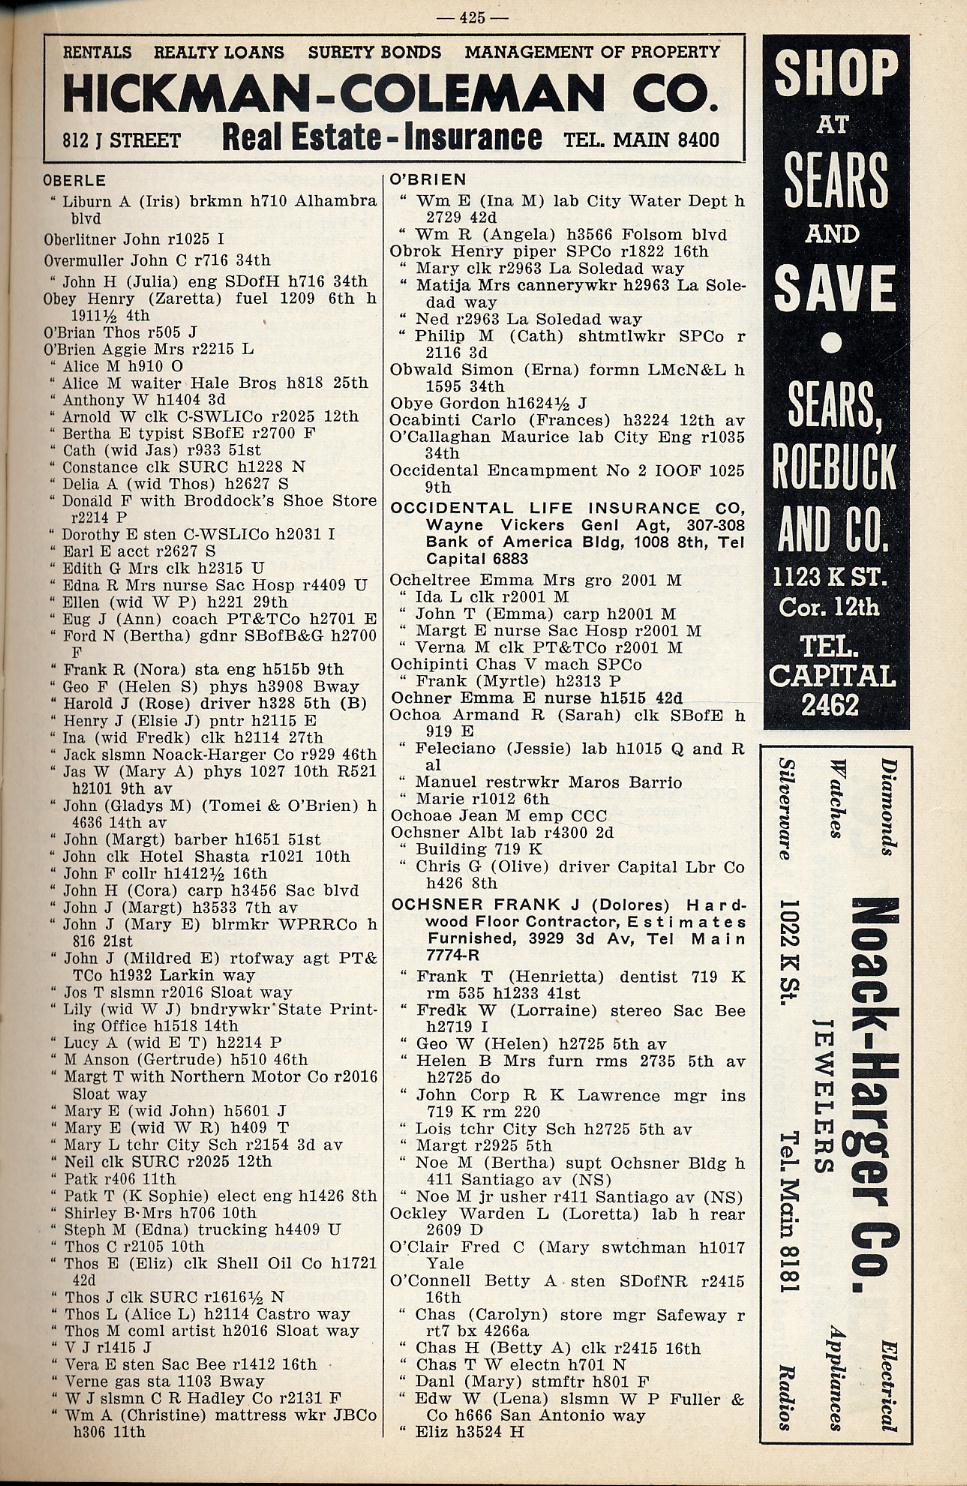 — 425 —
RENTALS REALTY LOANS SURETY BONDS MANAGEMENT OF PROPERTY
HICKMAN-COLEMAN CO.
812 J STREET Real Estate - Insurance TEL. MAIN 8400
OBERLE
" Liburn A (Iris) brkmn h710 Alhambra
blvd
Oberlitner John r1025 I
Overmuller John C r716 34th
" John H (Julia) eng SDofH h716 34th
Obey Henry (Zaretta) fuel 1209 6th h
1911½ 4th
O'Brian Thos r505 J
O'Brien Aggie Mrs r2215 L
" Alice M h910 O
" Alice M waiter Hale Bros h818 25th
" Anthony W h1404 3d
" Arnold W clk C-SWLICo r2025 12th
" Bertha E typist SBofE r2700 F
" Cath (wid Jas) r933 51st
" Constance clk SURC h1228 N
" Delia A (wid Thos) h2627 S
" Donald F with Broddock's Shoe Store
r2214 P
" Dorothy E sten C-WSLICo h2031 I
" Earl E acct r2627 S
" Edith G Mrs clk h2315 U
" Edna R Mrs nurse Sac Hosp r4409 U
" Ellen (wid W P) h221 29th
" Eug J (Ann) coach PT&TCo h2701 E
" Ford N (Bertha) gdnr SBofB&G h2700
F
" Frank R (Nora) sta eng h515b 9th
" Geo F (Helen S) phys h3908 Bway
" Harold J (Rose) driver h328 5th (B)
" Henry J (Elsie J) pntr h2115 E
" Ina (wid Fredk) clk h2114 27th
" Jack slsmn Noack-Harger Co r929 46th
" Jas W (Mary A) phys 1027 10th R521
h2101 9th av
" John (Gladys M) (Tomei & O'Brien) h
4636 14th av
" John (Margt) barber h1651 51st
" John clk Hotel Shasta r1021 10th
" John F collr h1412½ 16th
" John H (Cora) carp h3456 Sac blvd
" John J (Margt) h3533 7th av
" John J (Mary E) blrmkr WPRRCo h
816 21st
" John J (Mildred E) rtofway agt PT&
TCo h1932 Larkin way
" Jos T slsmn r2016 Sloat way
" Lily (wid W J) bndrywkr State Print-
ing Office h1518 14th
" Lucy A (wid E T) h2214 P
" M Anson (Gertrude) h510 46th
" Margt T with Northern Motor Co r2016
Sloat way
" Mary E (wid John) h5601 J
" Mary E (wid W R) h409 T
" Mary L tchr City Sch r2154 3d av
" Neil clk SURC r2025 12th
" Patk r406 11th
" Patk T (K Sophie) elect eng h1426 8th
" Shirley B Mrs h706 10th
" Steph M (Edna) trucking h4409 U
" Thos C r2105 10th
" Thos E (Eliz) clk Shell Oil Co h1721
42d
" Thos J clk SURC r1616½ N
" Thos L (Alice L) h2114 Castro way
" Thos M coml artist h2016 Sloat way
" V J r1415 J
" Vera E sten Sac Bee r1412 16th
" Verne gas sta 1103 Bway
" W J slsmn C R Hadley Co r2131 F
" Wm A (Christine) mattress wkr JBCo
h306 11th
O'BRIEN
" Wm E (Ina M) lab City Water Dept h
2729 42d
" Wm R (Angela) h3566 Folsom blvd
Obrok Henry piper SPCo r1822 16th
" Mary clk r2963 La Soledad way
" Matija Mrs cannerywkr h2963 La Sole-
dad way
" Ned r2963 La Soledad way
" Philip M (Cath) shtmtlwkr SPCo r
2116 3d
Obwald Simon (Erna) formn LMcN&L h
1595 34th
Obye Gordon h1624½ J
Ocabinti Carlo (Frances) h3224 12th av
O'Callaghan Maurice lab City Eng r1035
34th
Occidental Encampment No 2 IOOF 1025
9th
OCCIDENTAL LIFE INSURANCE CO,
Wayne Vickers Genl Agt, 307-308
Bank of America Bldg, 1008 8th, Tel
Capital 6883
Ocheltree Emma Mrs gro 2001 M
" Ida L clk r2001 M
" John T (Emma) carp h2001 M
" Margt E nurse Sac Hosp r2001 M
" Verna M clk PT&TCo r2001 M
Ochipinti Chas V mach SPCo
" Frank (Myrtle) h2313 P
Ochner Emma E nurse h1515 42d
Ochoa Armand R (Sarah) clk SBofE h
919 E
" Feleciano (Jessie) lab h1015 Q and R
al
" Manuel restrwkr Maros Barrio
" Marie r1012 6th
Ochoae Jean M emp CCC
Ochsner Albt lab r4300 2d
" Building 719 K
" Chris G (Olive) driver Capital Lbr Co
h426 8th
OCHSNER FRANK J (Dolores) Hard-
wood Floor Contractor, Estimates
Furnished, 3929 3d Av, Tel Main
7774-R
" Frank T (Henrietta) dentist 719 K
rm 535 h1233 41st
" Fredk W (Lorraine) stereo Sac Bee
h2719 I
" Geo W (Helen) h2725 5th av
" Helen B Mrs furn rms 2735 5th av
h2725 do
" John Corp R K Lawrence mgr ins
719 K rm 220
" Lois tchr City Sch h2725 5th av
" Margt r2925 5th
" Noe M (Bertha) supt Ochsner Bldg h
411 Santiago av (NS)
" Noe M jr usher r411 Santiago av (NS)
Ockley Warden L (Loretta) lab h rear
2609 D
O'Clair Fred C (Mary swtchman h1017
Yale
O'Connell Betty A sten SDofNR r2415
16th
" Chas (Carolyn) store mgr Safeway r
rt7 bx 4266a
" Chas H (Betty A) clk r2415 16th
" Chas T W electn h701 N
" Danl (Mary) stmftr h801 F
" Edw W (Lena) slsmn W P Fuller &
Co h666 San Antonio way
" Eliz h3524 H
SHOP
AT
SEARS
AND
SAVE
•
SEARS,
ROEBUCK
AND CO.
1123 K ST.
Cor. 12th
TEL.
CAPITAL
2462
Diamonds Electrical
Watches Appliances
Silverware Radios
Noack-Harger Co.
JEWELERS
1022 K St. Tel. Main 8181